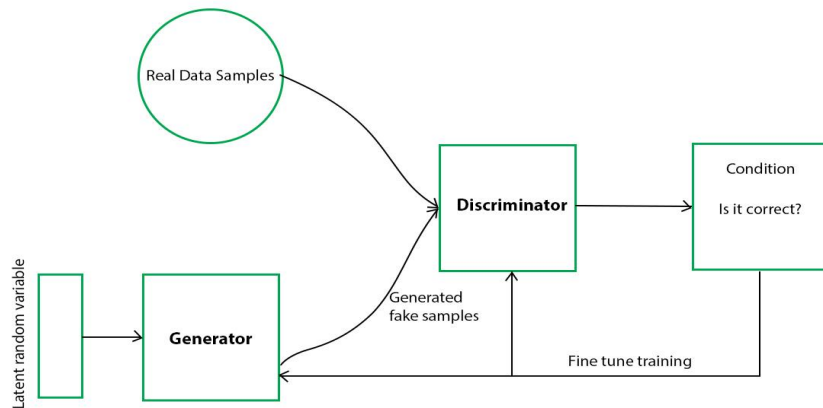 Real Data Samples
Condition
Is it correct?
Discriminator
Generated
fake samples
Latent random variable
Generator
Fine tune training